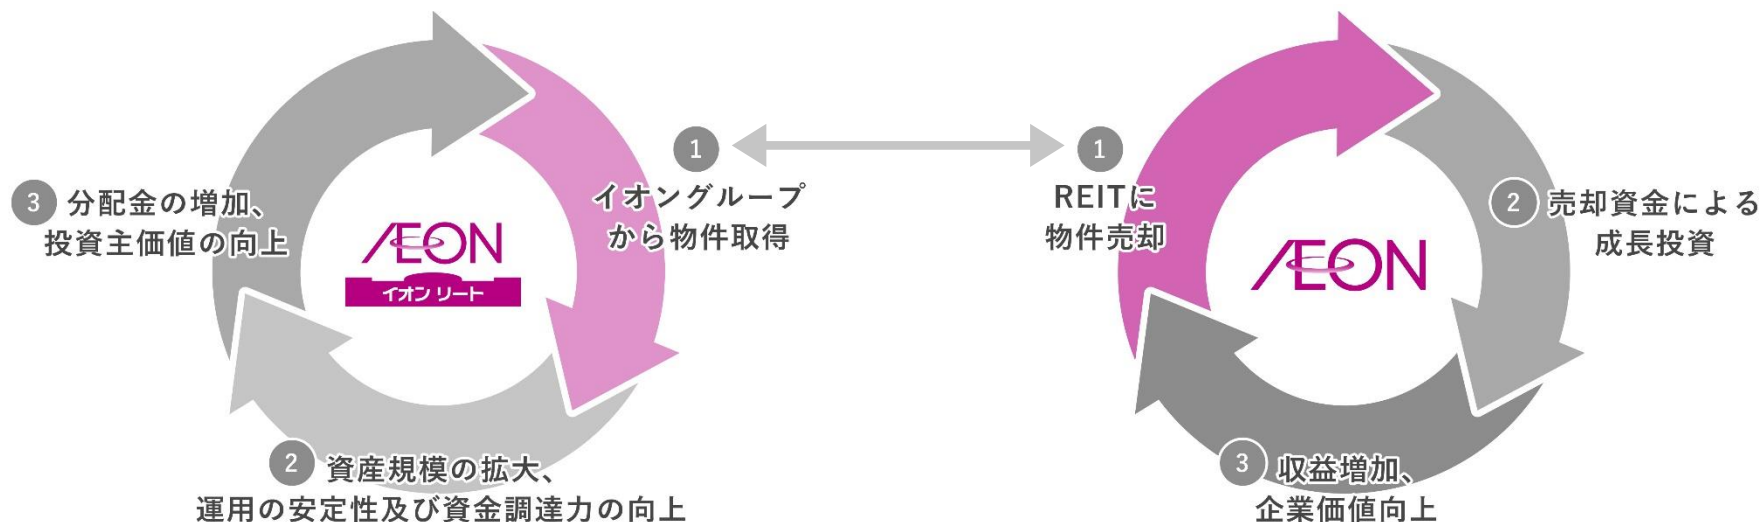 1
イオングループ
から物件取得
2 資産規模の拡大、
運用の安定性及び資金調達力の向上
3 分配金の増加、
投資主価値の向上
ÆON
イオン リート
1
REITに
物件売却
2 売却資金による
成長投資
3 収益増加、
企業価値向上
ÆON